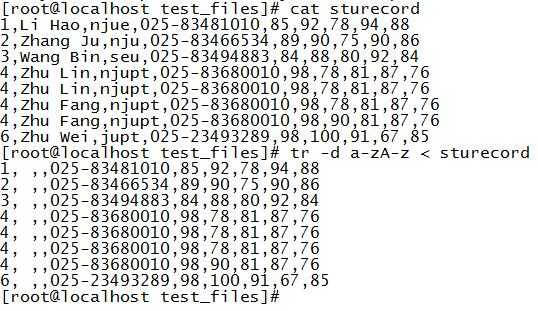 [root@localhost test_files]# cat sturecord
1,Li Hao,njue,025-83481010,85,92,78,94,88
2,Zhang Ju,nju,025-83466534,89,90,75,90,86
3,Wang Bin,seu,025-83494883,84,88,80,92,84
4,Zhu Lin,njupt,025-83680010,98,78,81,87,76
4,Zhu Lin,njupt,025-83680010,98,78,81,87,76
4,Zhu Fang,njupt,025-83680010,98,78,81,87,76
4,Zhu Fang,njupt,025-83680010,98,90,81,87,76
6,Zhu Wei,jupt,025-23493289,98,100,91,67,85
[root@localhost test_files]# tr -d a-zA-z < sturecord
1, ,,025-83481010,85,92,78,94,88
2, ,,025-83466534,89,90,75,90,86
3, ,,025-83494883,84,88,80,92,84
4, ,,025-83680010,98,78,81,87,76
4, ,,025-83680010,98,78,81,87,76
4, ,,025-83680010,98,78,81,87,76
4, ,,025-83680010,98,90,81,87,76
6, ,,025-23493289,98,100,91,67,85
[root@localhost test_files]#